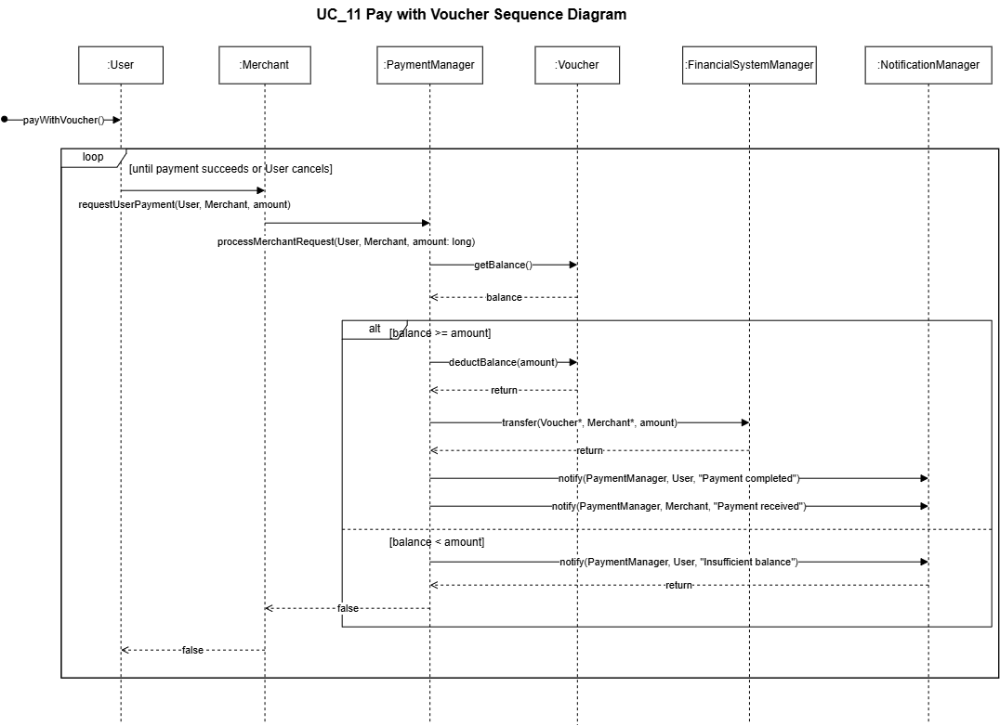 UC_11 Pay with Voucher Sequence Diagram
:User
:Merchant
:PaymentManager
:Voucher
:FinancialSystemManager
:NotificationManager
payWithVoucher()
loop
[until payment succeeds or User cancels]
requestUserPayment(User, Merchant, amount)
processMerchantRequest(User, Merchant, amount: long)
getBalance()
balance
alt
[balance >= amount]
deductBalance(amount)
return
transfer(Voucher*, Merchant*, amount)
return
notify(PaymentManager, User, "Payment completed")
notify(PaymentManager, Merchant, "Payment received")
[balance < amount]
notify(PaymentManager, User, "Insufficient balance")
return
false
false